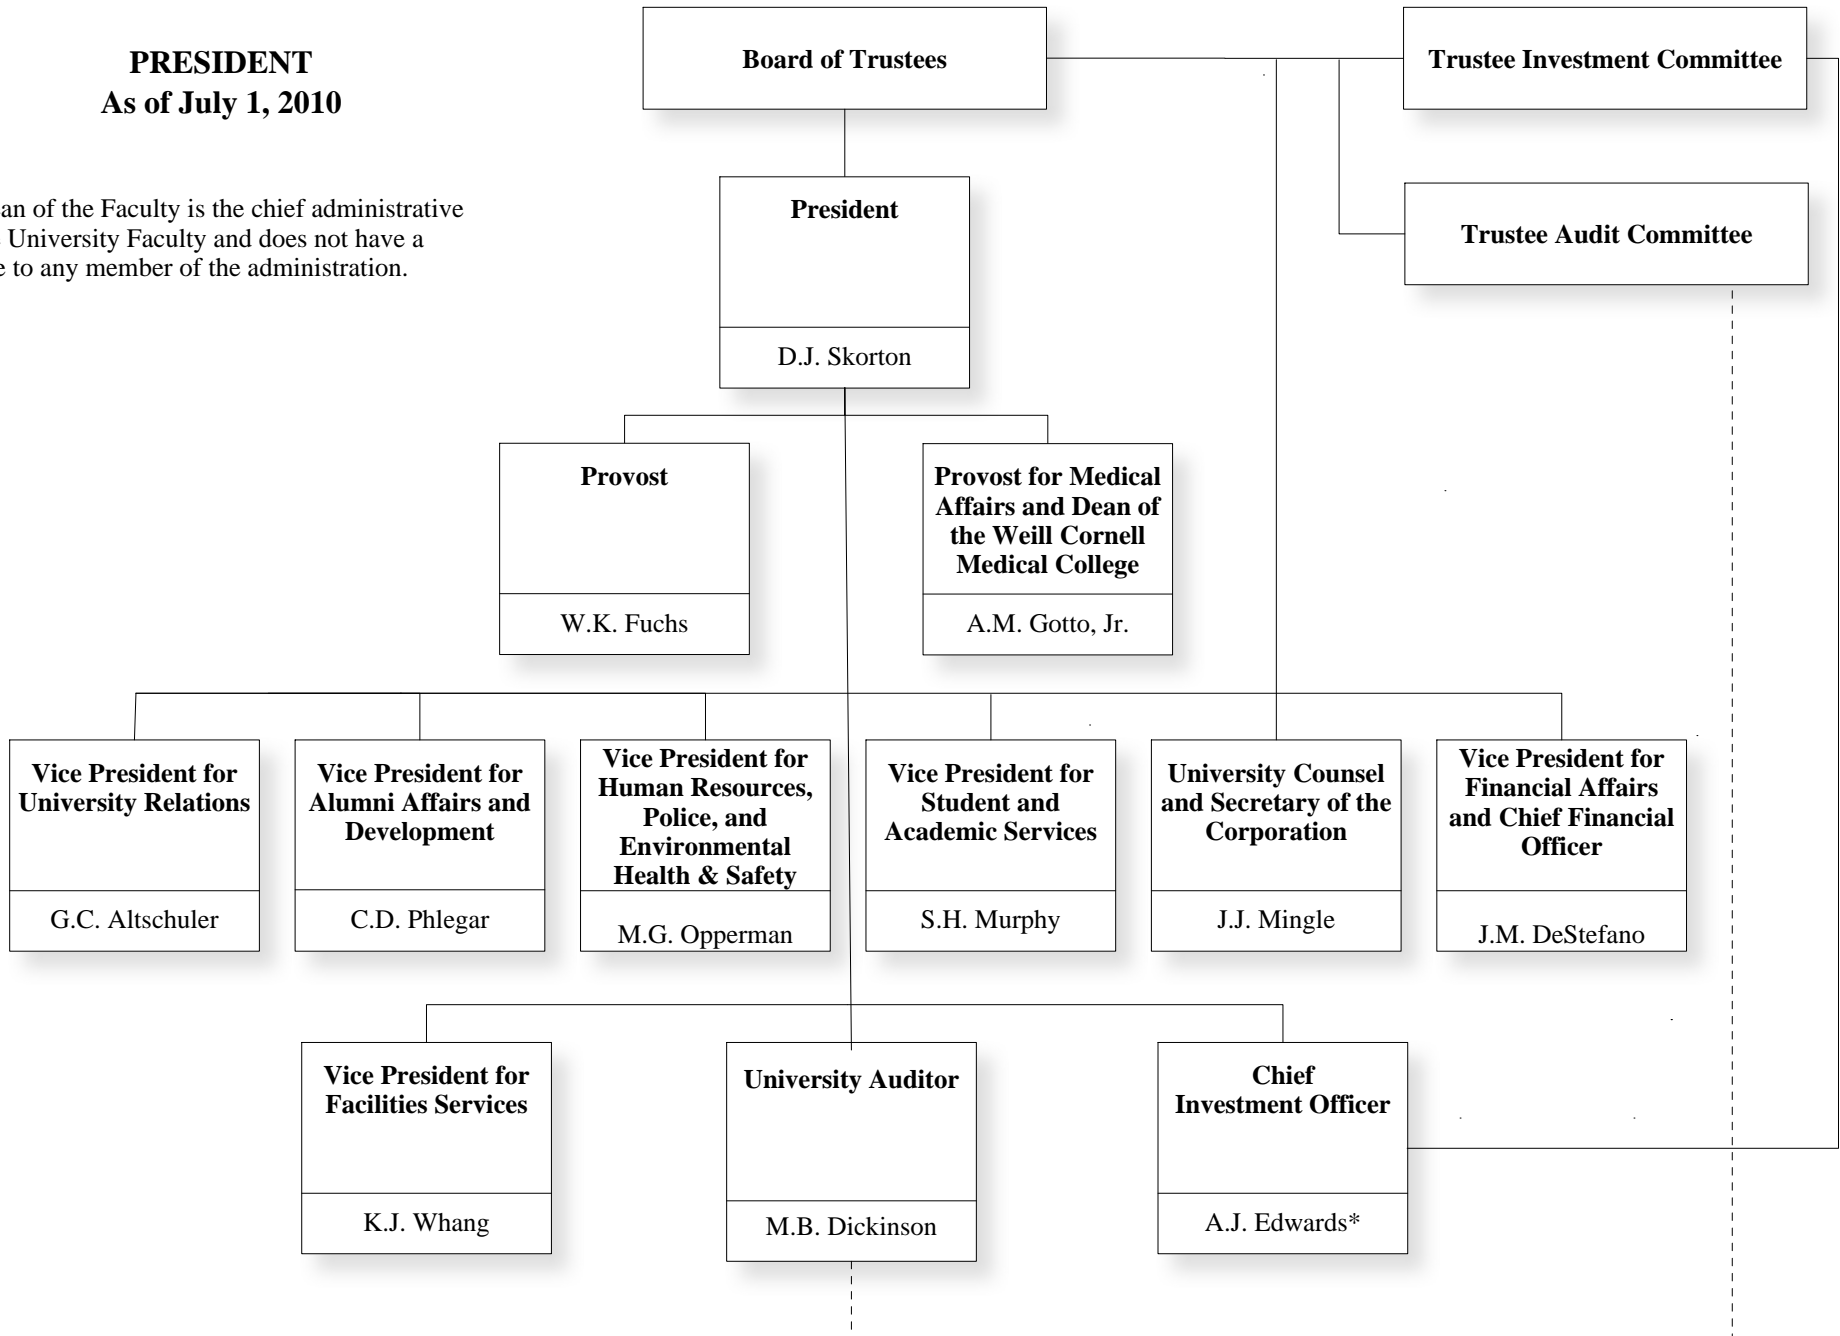 PRESIDENT
As of July 1, 2010
an of the Faculty is the chief administrative
University Faculty and does not have a
e to any member of the administration.
Board of Trustees
Trustee Investment Committee
Trustee Audit Committee
President
D.J. Skorton
Provost
W.K. Fuchs
Provost for Medical
Affairs and Dean of
the Weill Cornell
Medical College
A.M. Gotto, Jr.
Vice President for
University Relations
G.C. Altschuler
Vice President for
Alumni Affairs and
Development
C.D. Phlegar
Vice President for
Human Resources,
Police, and
Environmental
Health & Safety
M.G. Opperman
Vice President for
Student and
Academic Services
S.H. Murphy
University Counsel
and Secretary of the
Corporation
J.J. Mingle
Vice President for
Financial Affairs
and Chief Financial
Officer
J.M. DeStefano
Vice President for
Facilities Services
K.J. Whang
University Auditor
M.B. Dickinson
Chief
Investment Officer
A.J. Edwards*